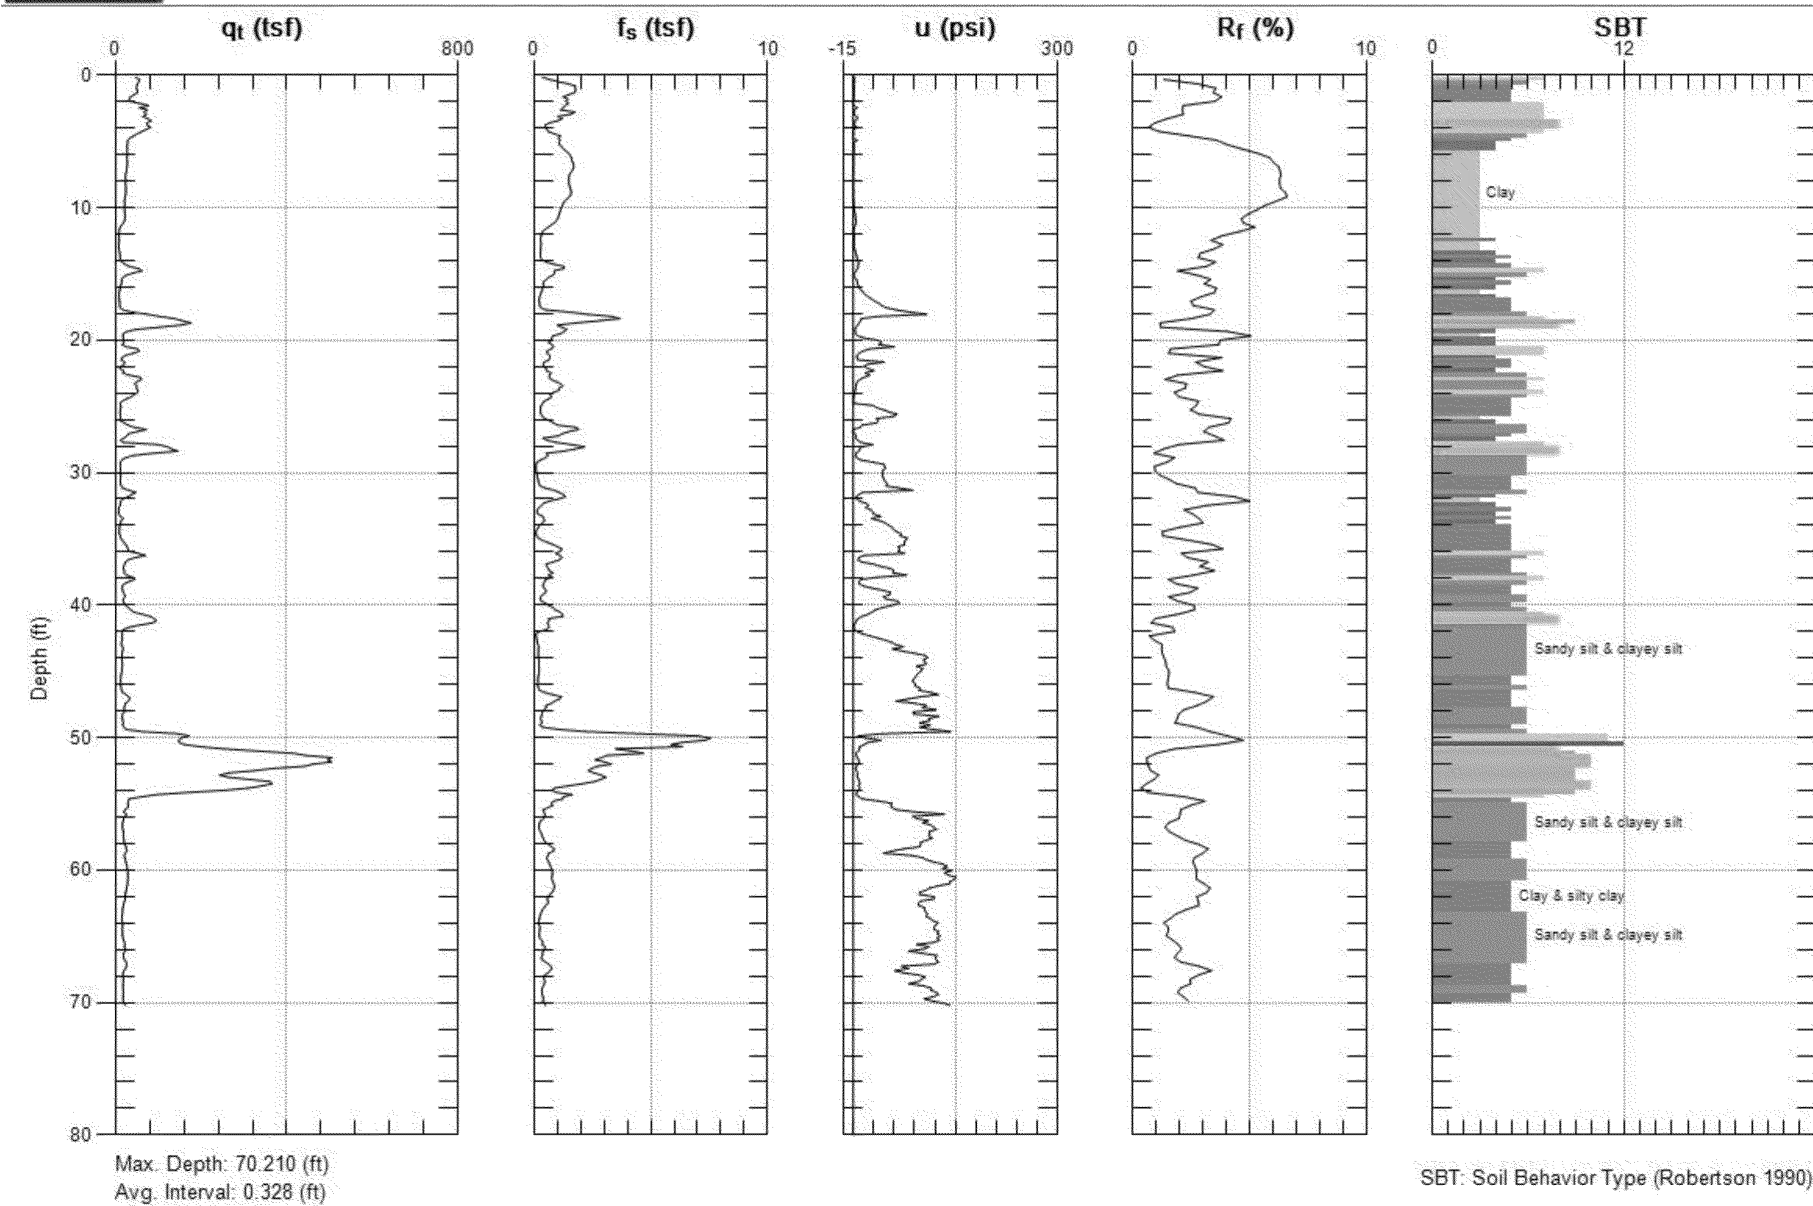 qt (tsf) fs (tsf) u (psi) Rf (%) SBT
0 800 0 10 -15 300 0 10 0 12
0
Clay
10
20
30
40
Sandy silt & clayey silt
Depth (ft)
50
Sandy silt & clayey silt
60
Clay & silty clay
Sandy silt & clayey silt
70
80
Max. Depth: 70.210 (ft)
Avg. Interval: 0.328 (ft)
SBT: Soil Behavior Type (Robertson 1990)